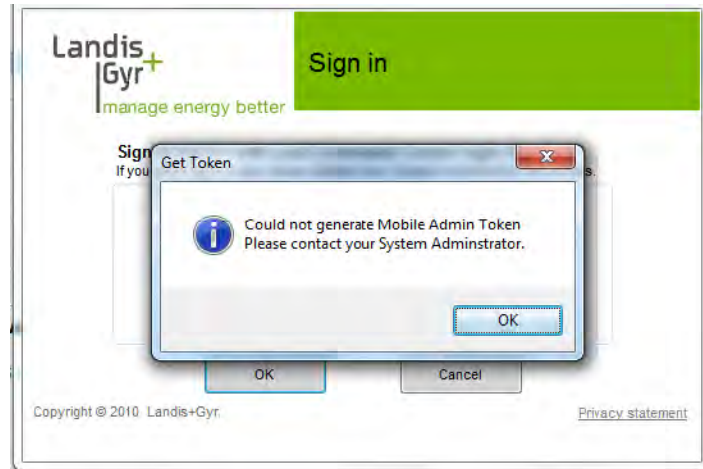 Landis
|Gyr+
manage energy better
Sign in
Sign
If you
s.
Get Token
Could not generate Mobile Admin Token
Please contact your System Adminstrator.
OK
OK
Cancel
Copyright © 2010 Landis+Gyr.
Privacy statement